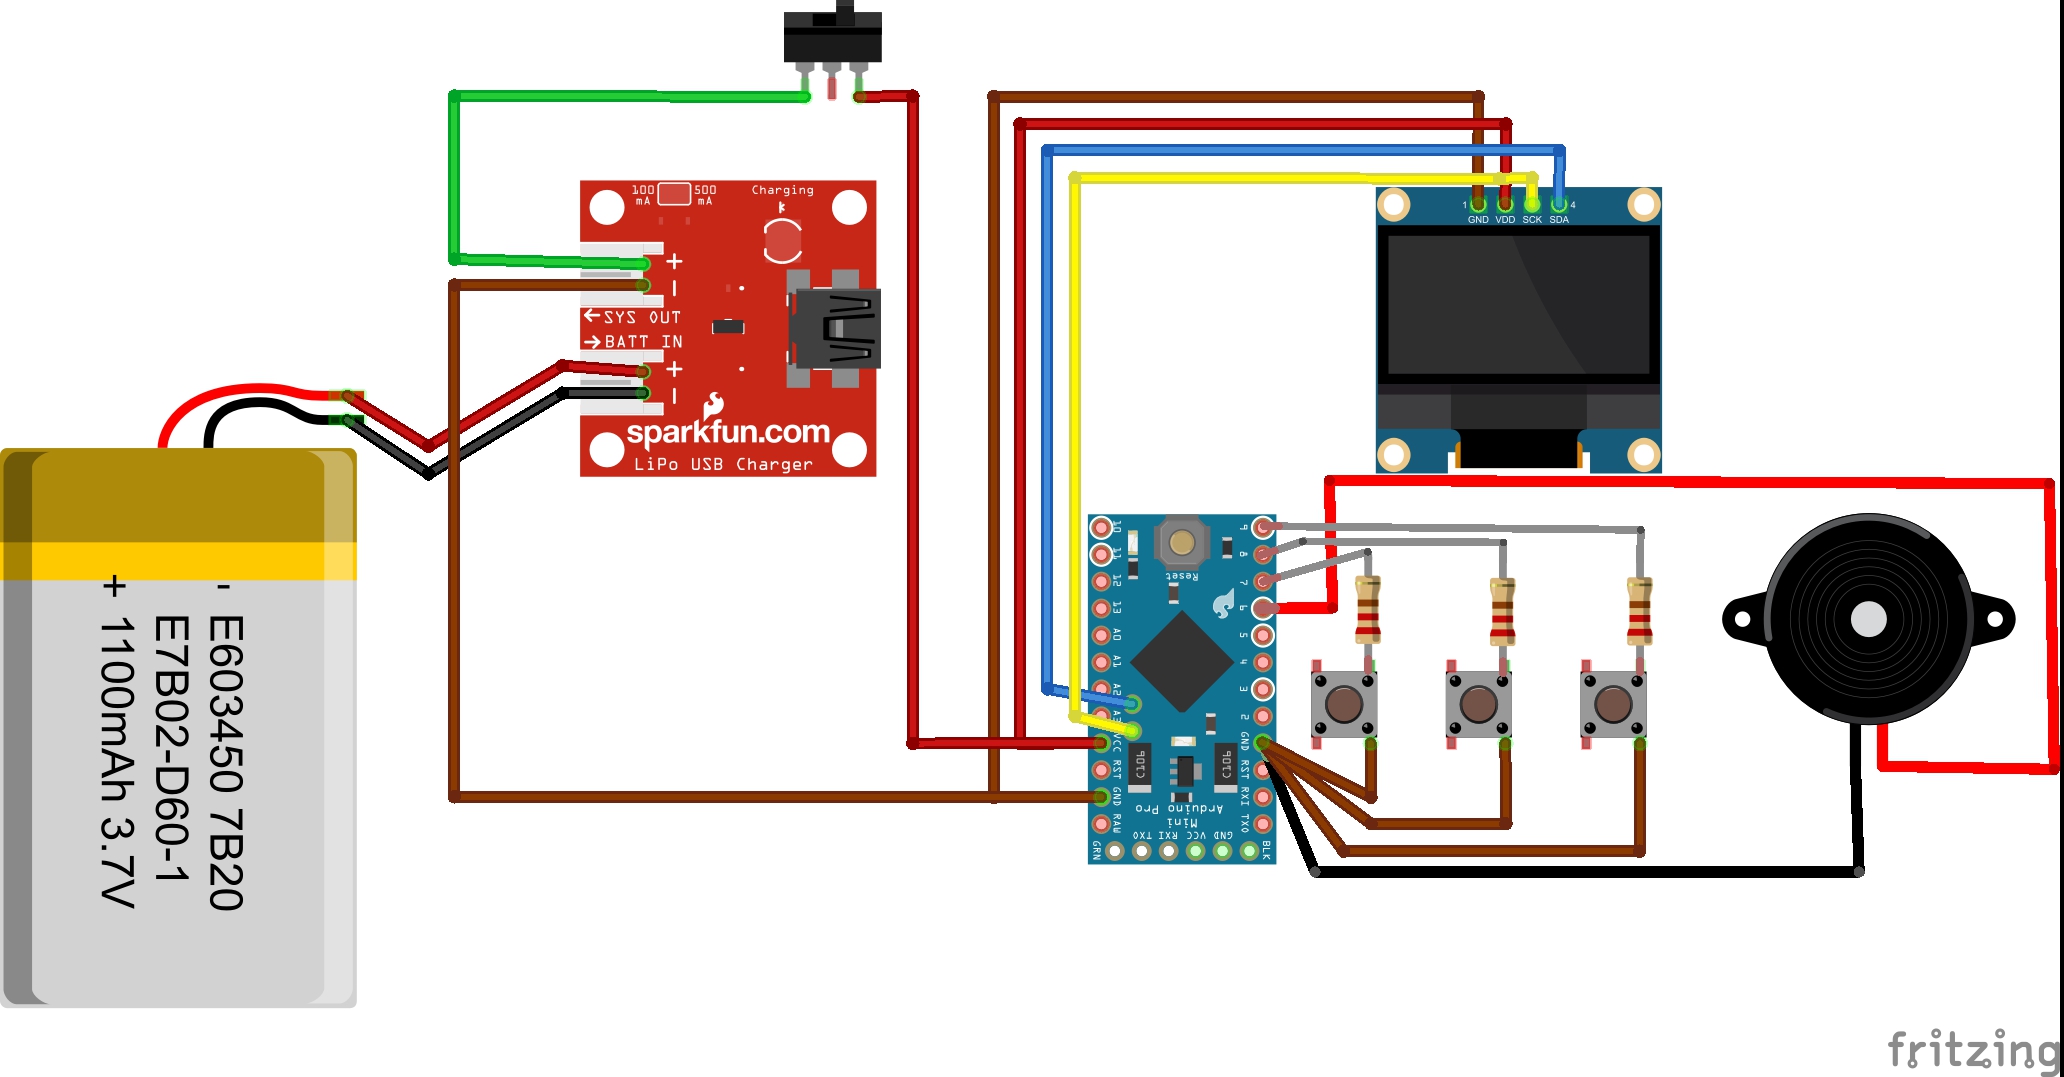 100 mA
500 mA
Charging
+
-
SYS OUT
BATT IN
+
-
sparkfun.com
LiPo USB Charger
- E603450 7B20
E7B02-D60-1
+ 1100mAh 3.7V
1
4
GND VDD SCK SDA
10
11
12
13
A0
A1
A2
A3
VCC
RST
GND
RAW
Reset
9
8
7
6
5
4
3
2
GND
RST
RXI
TXO
Arduino Pro
Mini
TXO RXI VCC GND
GRN
BLK
fritzing